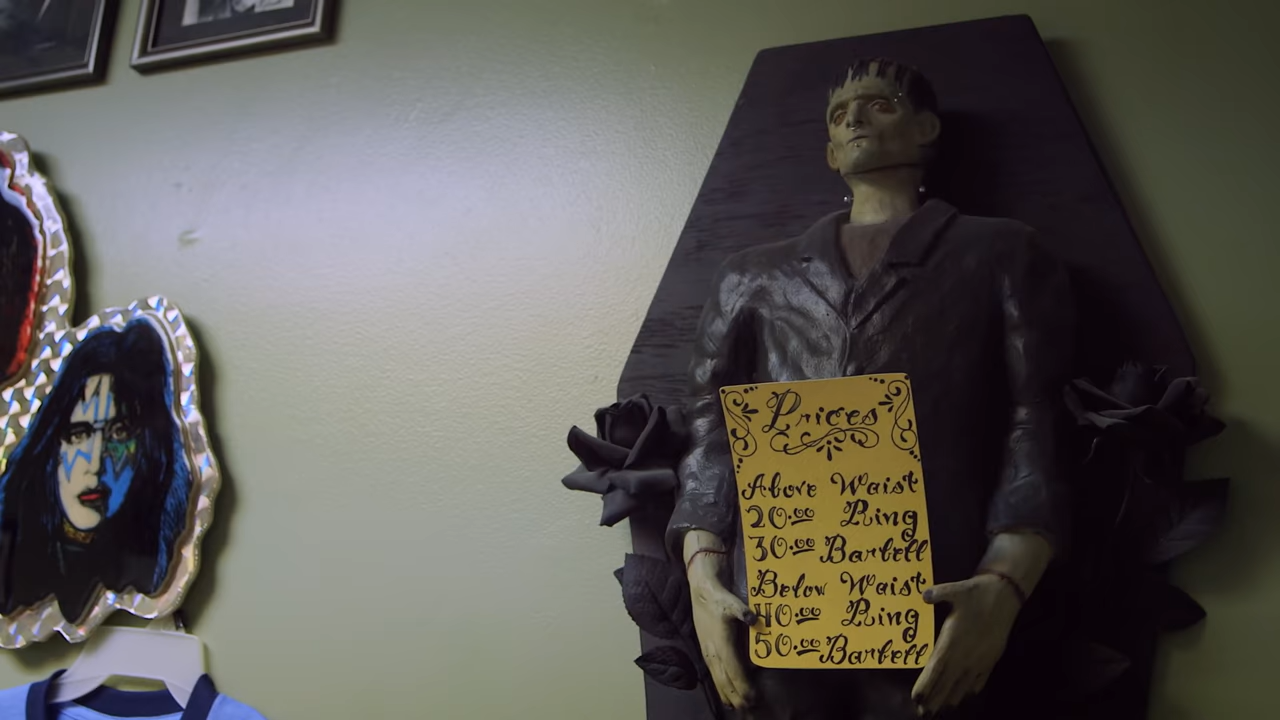 Prices
Above Waist
20.00 Ring
30.00 Barbell
Below Waist
40.00 Ring
50.00 Barbell